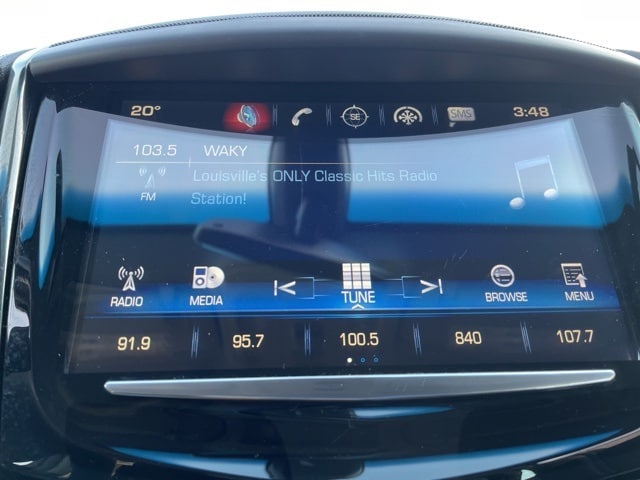 20° SE SMS 3:48
103.5 WAKY
Louisville's ONLY Classic Hits Radio
FM Station!
RADIO MEDIA TUNE BROWSE MENU
91.9 95.7 100.5 840 107.7